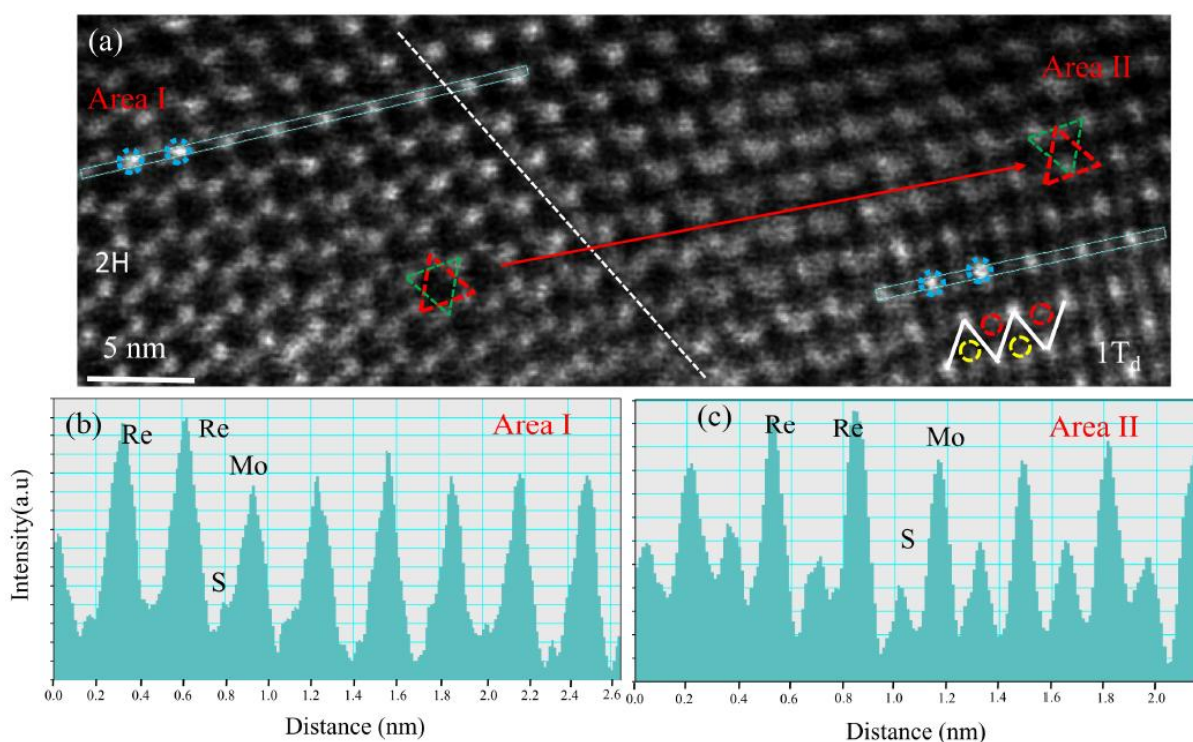 (a)
Area I
Area II
2H
5 nm
1T_d
(b)
Re
Re
Mo
S
Area I
Intensity(a.u)
0.0 0.2 0.4 0.6 0.8 1.0 1.2 1.4 1.6 1.8 2.0 2.2 2.4 2.6
Distance (nm)
(c)
Re
Re
Mo
S
Area II
0.0 0.2 0.4 0.6 0.8 1.0 1.2 1.4 1.6 1.8 2.0
Distance (nm)